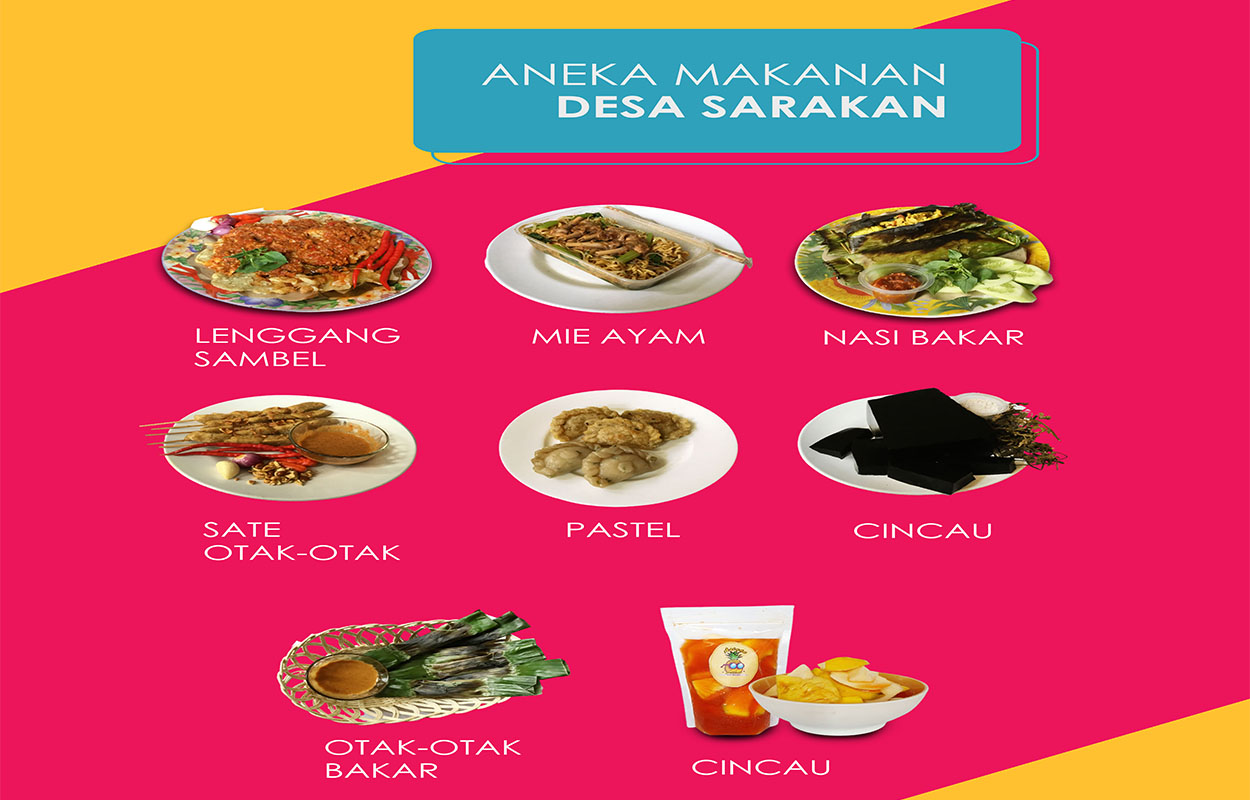 ANEKA MAKANAN
DESA SARAKAN
LENGGANG
SAMBEL
MIE AYAM
NASI BAKAR
SATE
OTAK-OTAK
PASTEL
CINCAU
OTAK-OTAK
BAKAR
CINCAU